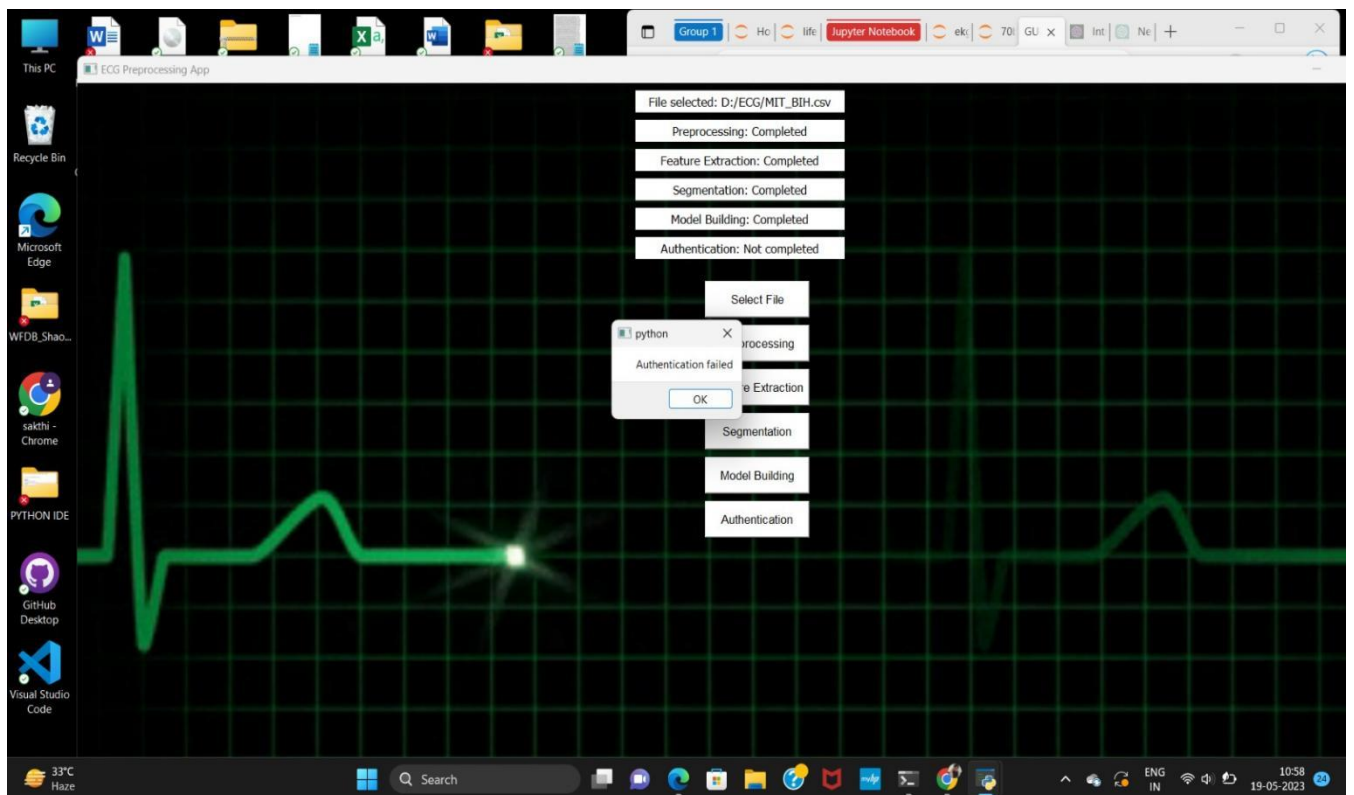 Group 1
Hc
life
Jupyter Notebook
70
GU
Int
Ne
This PC
ECG Preprocessing App
File selected: D:/ECG/MIT_BIH.csv
Preprocessing: Completed
Feature Extraction: Completed
Segmentation: Completed
Model Building: Completed
Authentication: Not completed
Recycle Bin
Microsoft
Edge
WFDB_Shao...
sakthi -
Chrome
PYTHON IDE
GitHub
Desktop
Visual Studio
Code
Select File
python
rocessing
Authentication failed
e Extraction
OK
Segmentation
Model Building
Authentication
33°C
Haze
Search
ENG
IN
10:58
19-05-2023
24